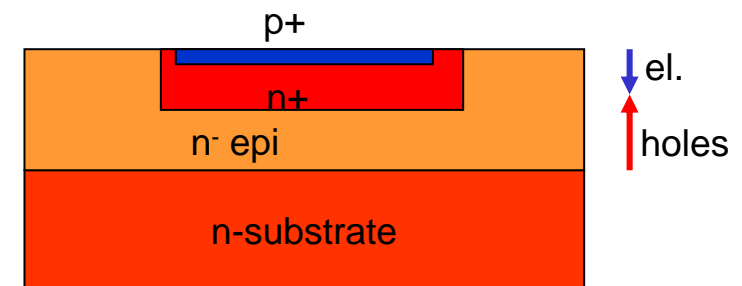 p+
el.
n+
n⁻ epi
holes
n-substrate